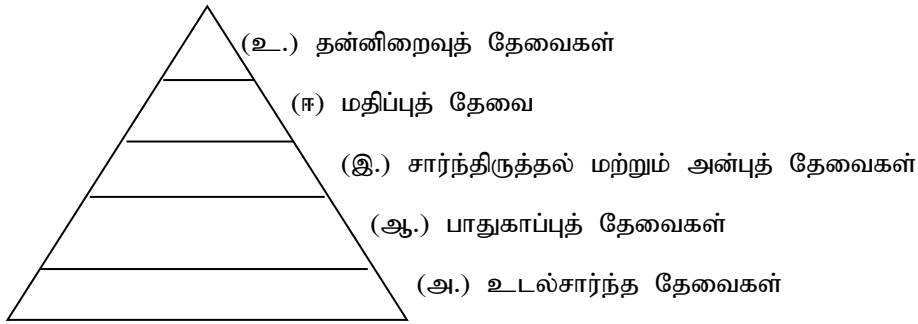 (உ.) தன்னிறைவுத் தேவைகள்
(ஈ) மதிப்புத் தேவை
(இ.) சார்ந்திருத்தல் மற்றும் அன்புத் தேவைகள்
(ஆ.) பாதுகாப்புத் தேவைகள்
(அ.) உடல்சார்ந்த தேவைகள்